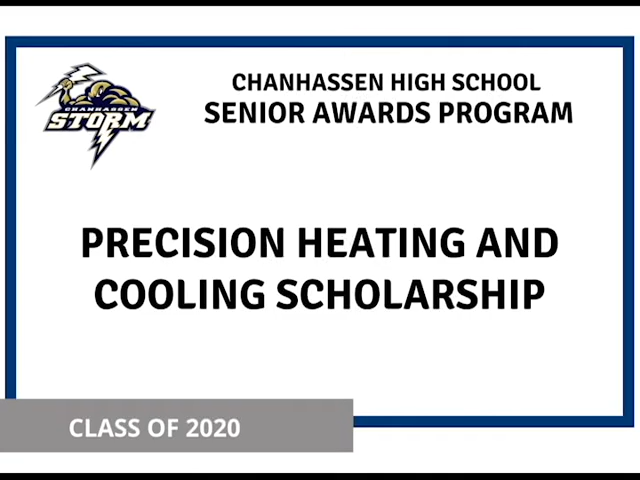 CHANHASSEN HIGH SCHOOL
SENIOR AWARDS PROGRAM
CHANHASSEN
STORM
PRECISION HEATING AND
COOLING SCHOLARSHIP
CLASS OF 2020